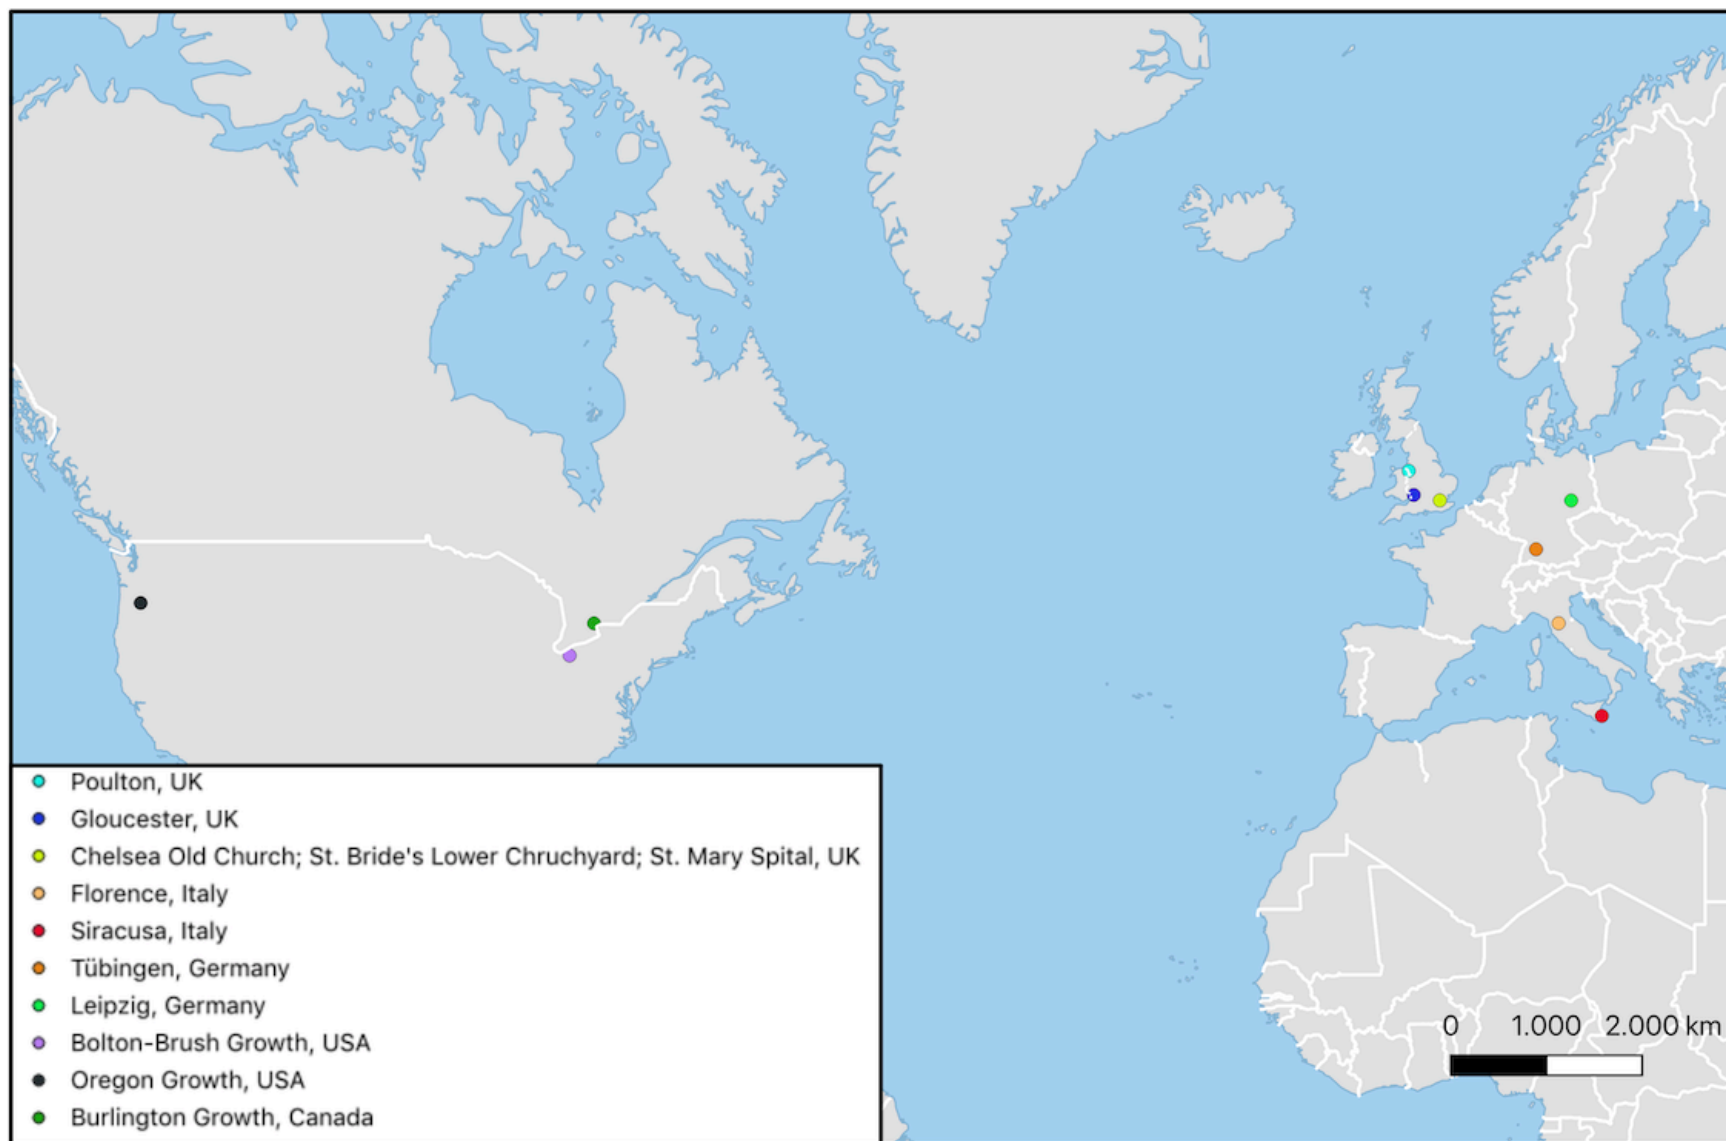 Poulton, UK
Gloucester, UK
Chelsea Old Church; St. Bride's Lower Chruchyard; St. Mary Spital, UK
Florence, Italy
Siracusa, Italy
Tübingen, Germany
Leipzig, Germany
Bolton-Brush Growth, USA
Oregon Growth, USA
Burlington Growth, Canada
0 1.000 2.000 km